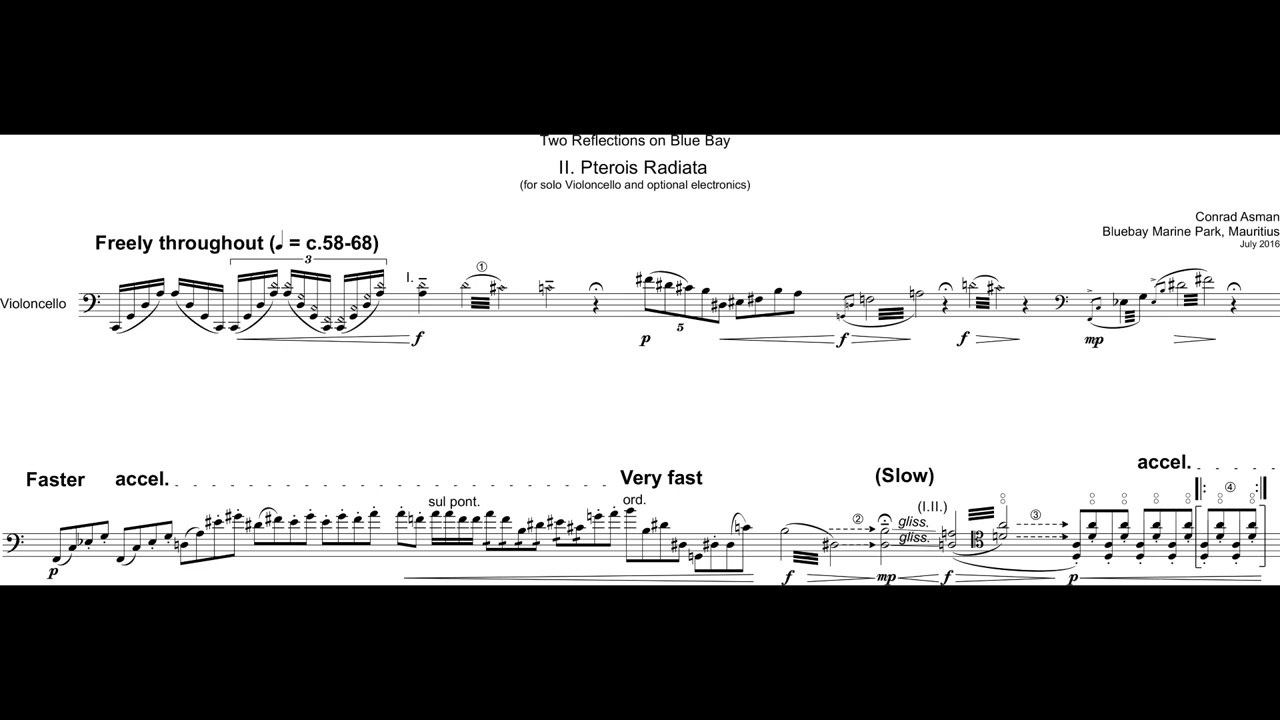 Two Reflections on Blue Bay
II. Pterois Radiata
(for solo Violoncello and optional electronics)
Conrad Asman
Bluebay Marine Park, Mauritius
July 2016
Freely throughout (♩ = c.58-68)
3
I.
①
Violoncello
5
f
p
f
f
mp
Faster accel. Very fast (Slow) accel.
sul pont. ord. ② gliss. gliss. (I.II.) ③ ④
p
f
mp
f
p